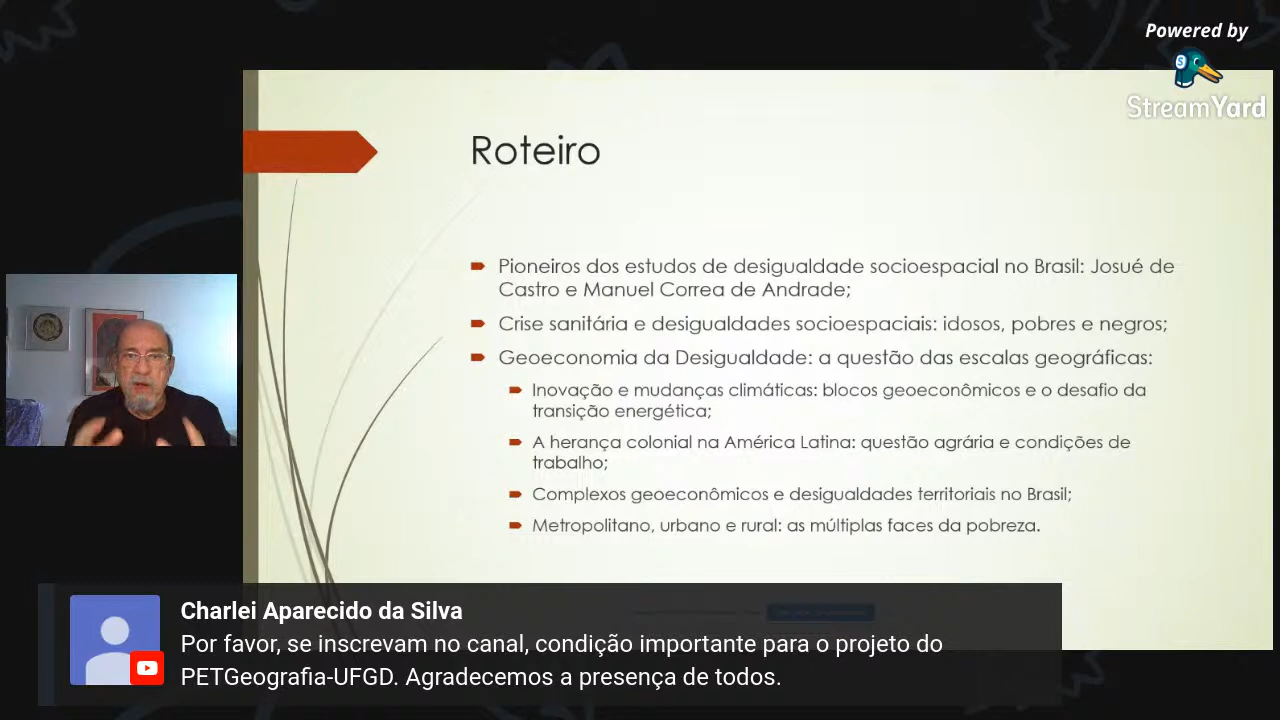 Powered by
StreamYard
Roteiro
Pioneiros dos estudos de desigualdade socioespacial no Brasil: Josué de
Castro e Manuel Correa de Andrade;
Crise sanitária e desigualdades socioespaciais: idosos, pobres e negros;
Geoeconomia da Desigualdade: a questão das escalas geográficas:
Inovação e mudanças climáticas: blocos geoeconômicos e o desafio da
transição energética;
A herança colonial na América Latina: questão agrária e condições de
trabalho;
Complexos geoeconômicos e desigualdades territoriais no Brasil;
Metropolitano, urbano e rural: as múltiplas faces da pobreza.
Charlei Aparecido da Silva
Por favor, se inscrevam no canal, condição importante para o projeto do
PETGeografia-UFGD. Agradecemos a presença de todos.